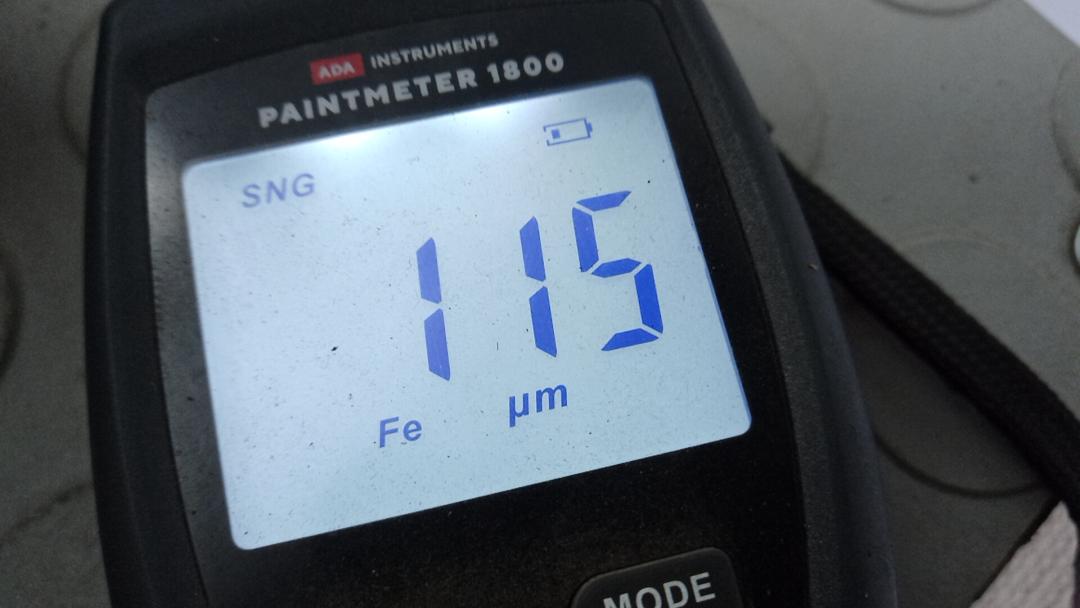 ADA INSTRUMENTS
PAINTMETER 1800
SNG
115
Fe µm
MODE